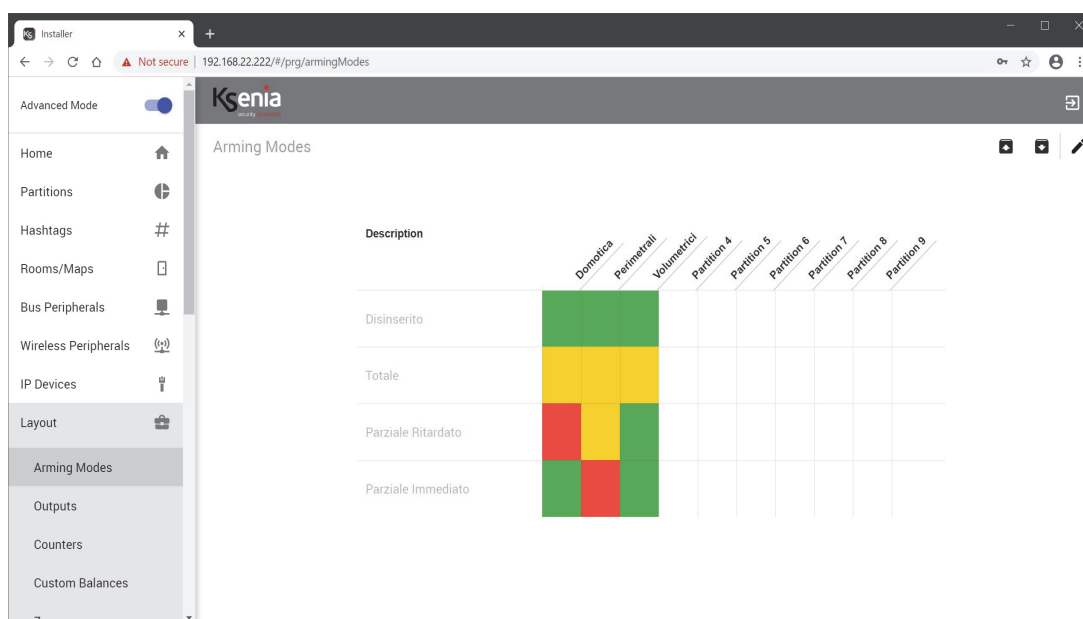 Installer
Not secure | 192.168.22.222/#/prg/armingModes
Advanced Mode
Ksenia
security
Home
Arming Modes
Partitions
Hashtags
Rooms/Maps
Bus Peripherals
Wireless Peripherals
IP Devices
Layout
Arming Modes
Outputs
Counters
Custom Balances
Description
Domotica
Perimetrali
Volumetrici
Partition 4
Partition 5
Partition 6
Partition 7
Partition 8
Partition 9
Disinserito
Totale
Parziale Ritardato
Parziale Immediato